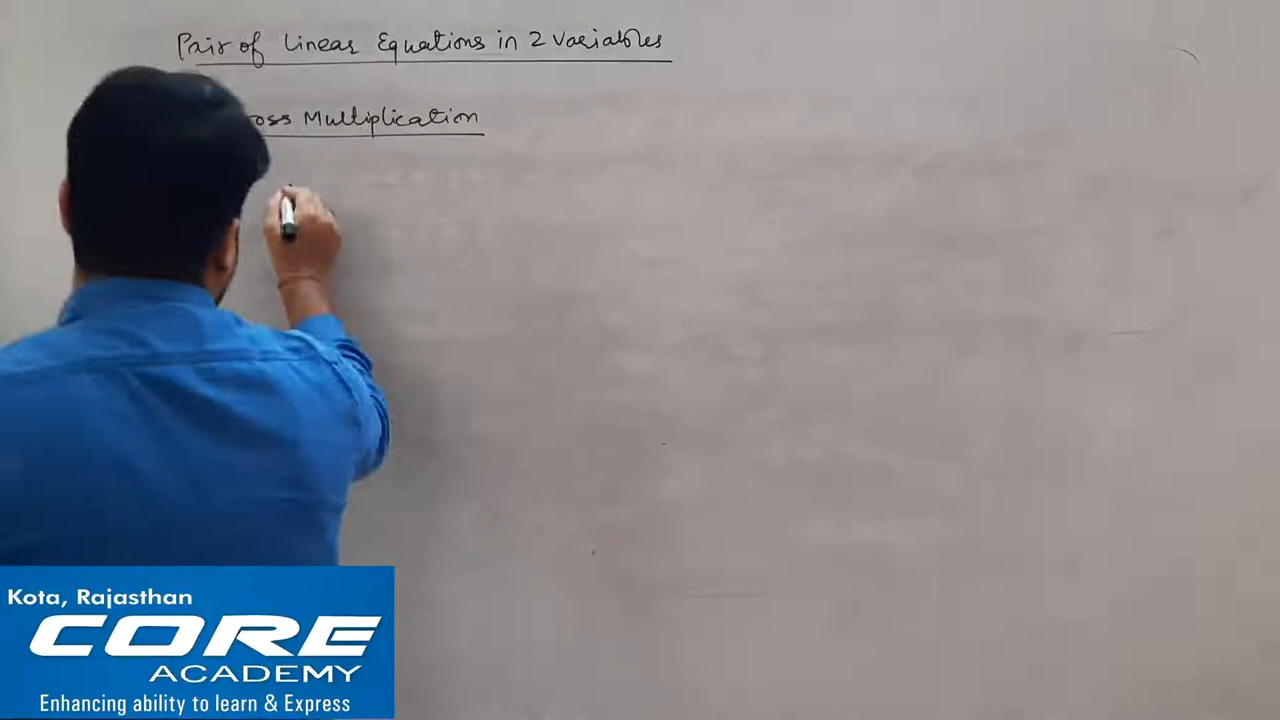 Pair of Linear Equations in 2 Variables
oss Multiplication
Kota, Rajasthan
CORE
ACADEMY
Enhancing ability to learn & Express